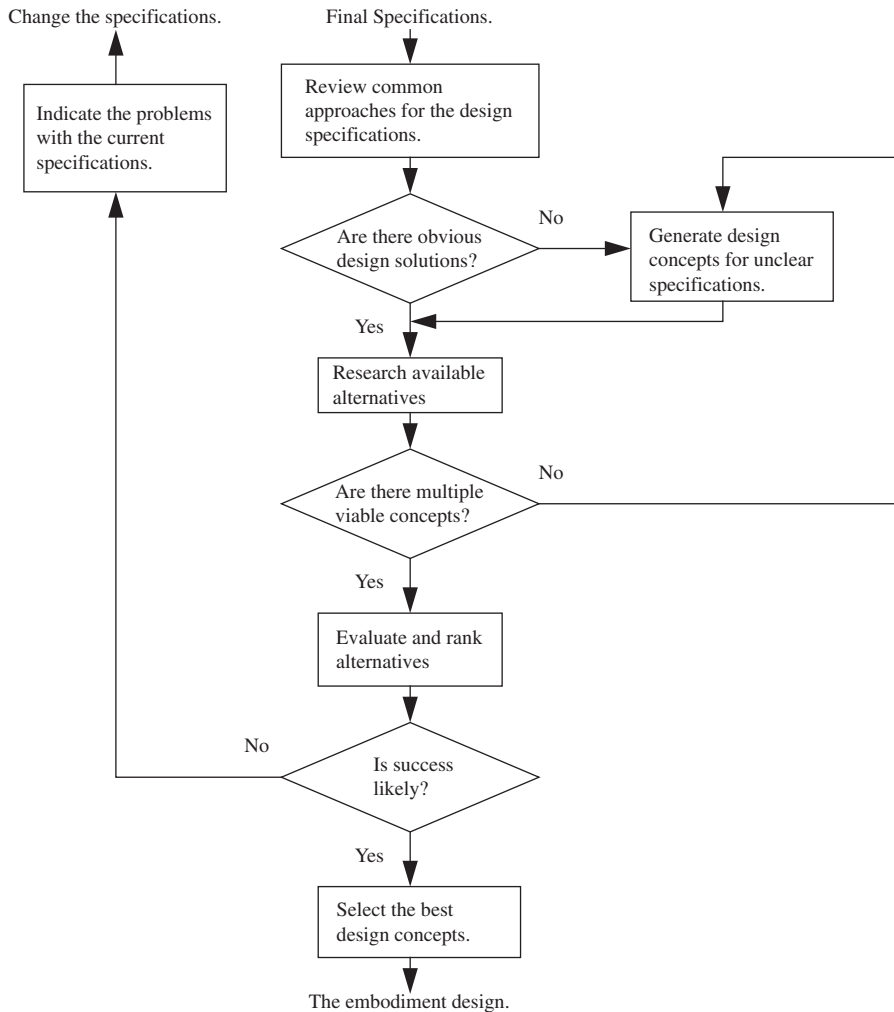 Change the specifications.
Final Specifications.
Indicate the problems
with the current
specifications.
Review common
approaches for the design
specifications.
Are there obvious
design solutions?
No
Generate design
concepts for unclear
specifications.
Yes
Research available
alternatives
Are there multiple
viable concepts?
No
Yes
Evaluate and rank
alternatives
Is success
likely?
No
Yes
Select the best
design concepts.
The embodiment design.